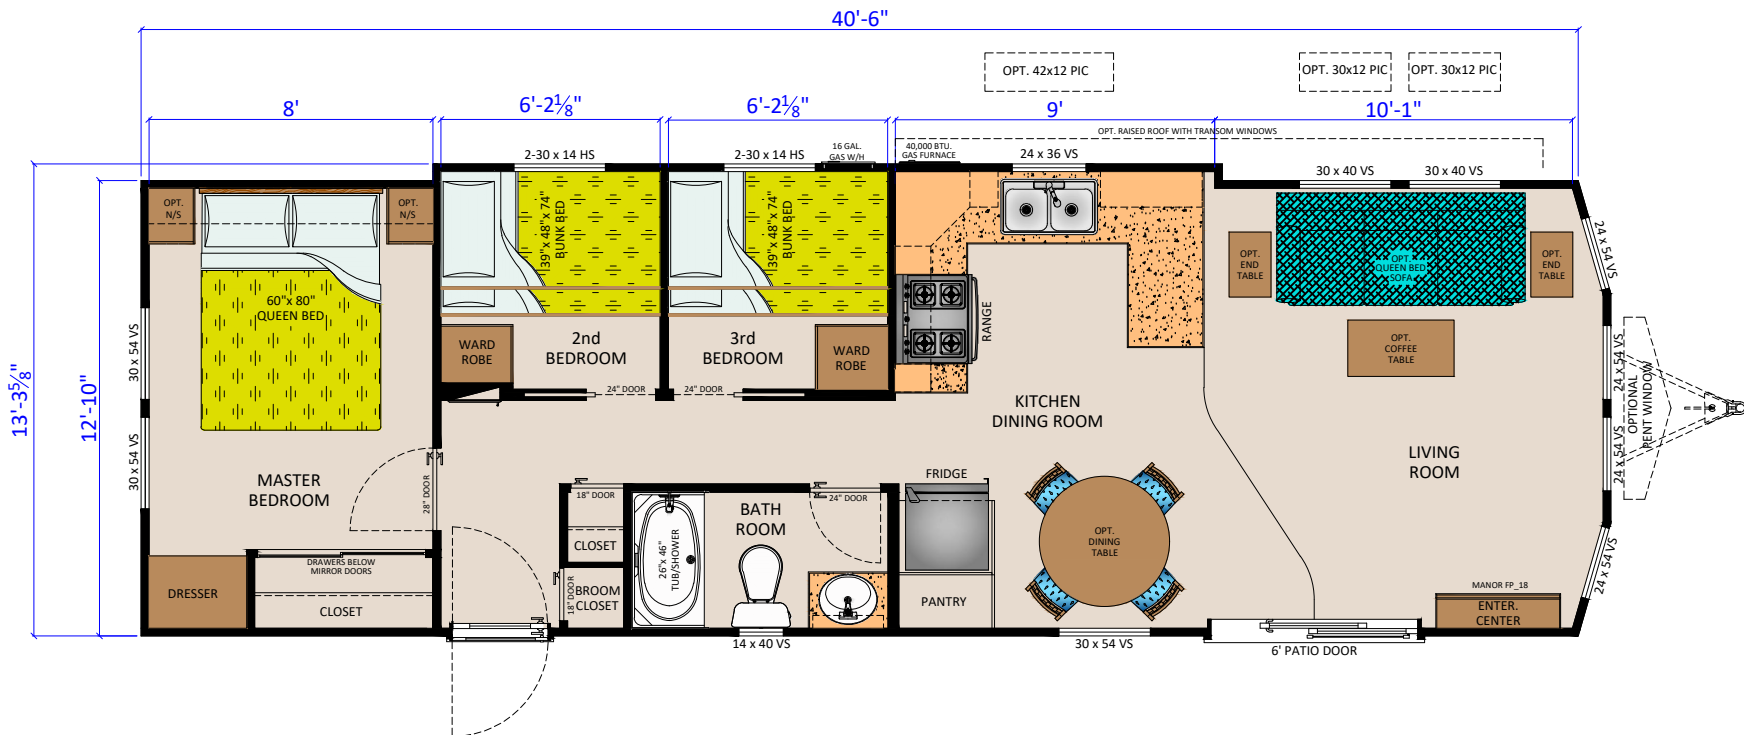 40'-6"
OPT. 42x12 PIC
OPT. 30x12 PIC
OPT. 30x12 PIC
8'
6'-2⅛"
6'-2⅛"
9'
10'-1"
OPT. RAISED ROOF WITH TRANSOM WINDOWS
2-30 x 14 HS
2-30 x 14 HS
16 GAL.
GAS W/H
40,000 BTU.
GAS FURNACE
24 x 36 VS
30 x 40 VS
30 x 40 VS
13'-3⅝"
12'-10"
OPT.
N/S
OPT.
N/S
60"x 80"
QUEEN BED
39"x 48"x 74"
BUNK BED
39"x 48"x 74"
BUNK BED
RANGE
OPT.
END
TABLE
OPT.
QUEEN BED
SOFA
OPT.
END
TABLE
24 x 54 VS
30 x 54 VS
WARD
ROBE
2nd
BEDROOM
3rd
BEDROOM
WARD
ROBE
OPT.
COFFEE
TABLE
24 x 54 VS
OPTIONAL
PENT WINDOW
24" DOOR
24" DOOR
KITCHEN
DINING ROOM
30 x 54 VS
MASTER
BEDROOM
28" DOOR
18" DOOR
BATH
ROOM
24" DOOR
FRIDGE
LIVING
ROOM
24 x 54 VS
CLOSET
26"x 46"
TUB/SHOWER
OPT.
DINING
TABLE
24 x 54 VS
DRAWERS BELOW
MIRROR DOORS
DRESSER
CLOSET
18" DOOR
BROOM
CLOSET
PANTRY
MANOR FP_18
ENTER.
CENTER
14 x 40 VS
30 x 54 VS
6' PATIO DOOR